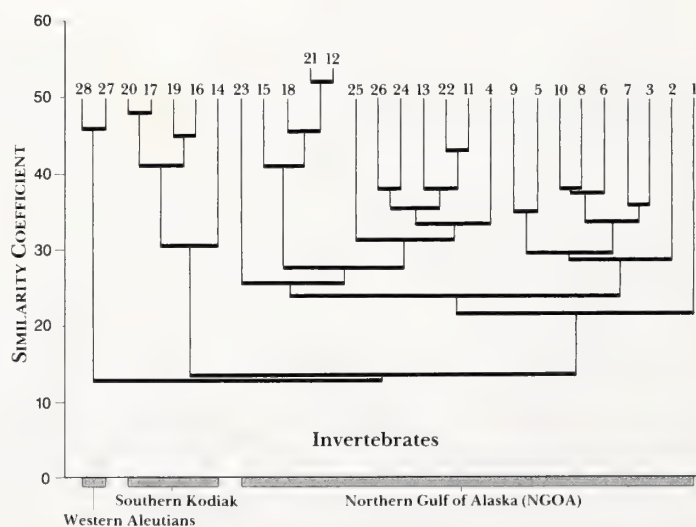 60
21 12
28 27 20 17 19 16 14 23 15 18 25 26 24 13 22 11 4 9 5 10 8 6 7 3 2 1
50
40
30
20
10
0
SIMILARITY COEFFICIENT
Invertebrates
Southern Kodiak
Northern Gulf of Alaska (NGOA)
Western Aleutians